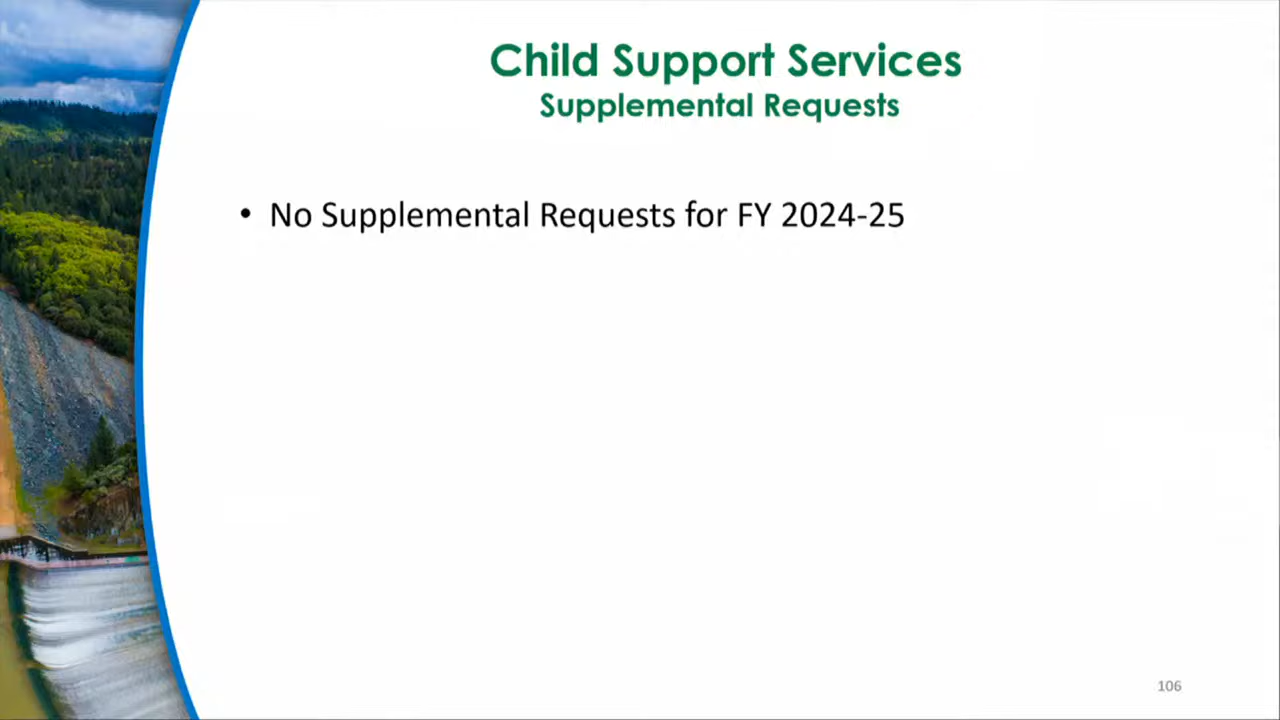 Child Support Services
Supplemental Requests
• No Supplemental Requests for FY 2024-25
106